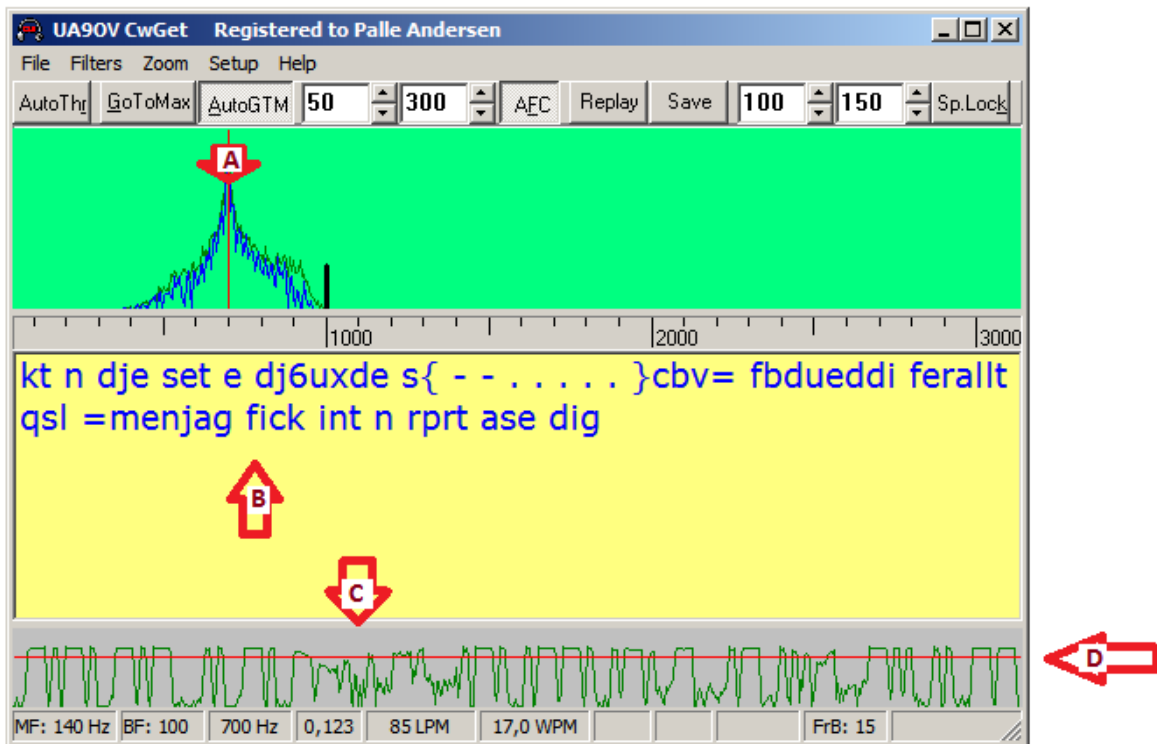 UA9OV CwGet Registered to Palle Andersen
File Filters Zoom Setup Help
AutoThr GoToMax AutoGTM 50 300 AFC Replay Save 100 150 Sp.Lock
A
1000 2000 3000
kt n dje set e dj6uxde s{ - - . . . . . }cbv= fbdueddi ferallt
qsl =menjag fick int n rprt ase dig
B
C
D
MF: 140 Hz BF: 100 700 Hz 0,123 85 LPM 17,0 WPM FrB: 15